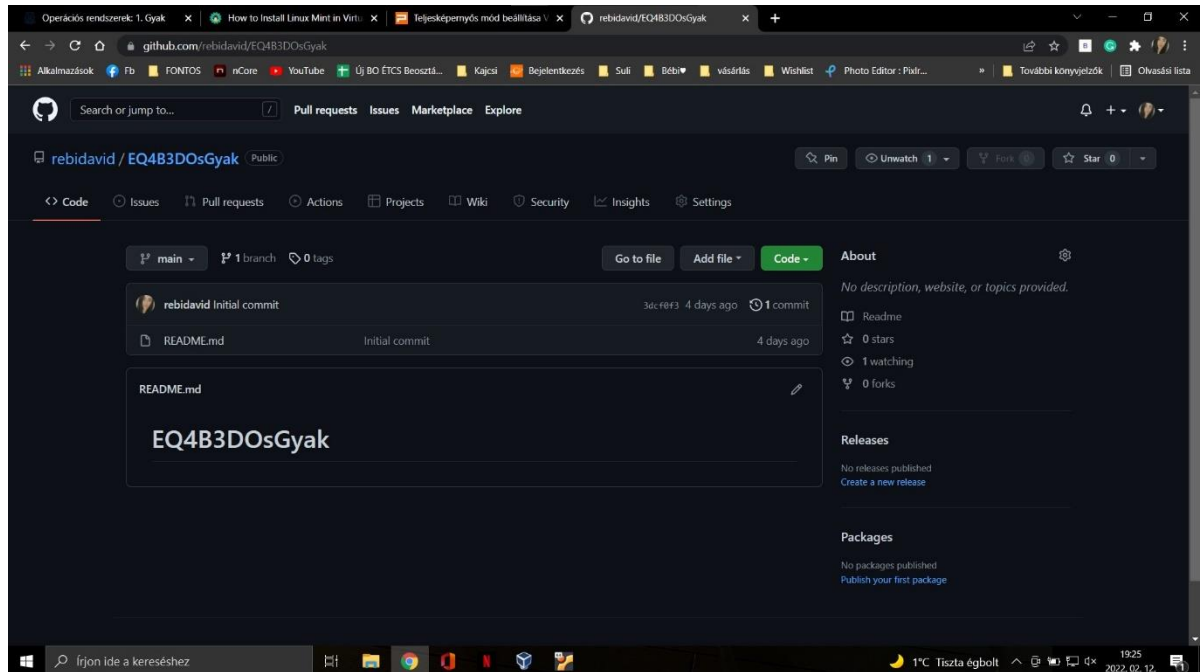 Operációs rendszerek: 1. Gyak
How to Install Linux Mint in Virtu
Teljesképernyős mód beállítása V
rebidavid/EQ4B3DOsGyak
github.com/rebidavid/EQ4B3DOsGyak
Alkalmazások Fb FONTOS nCore YouTube Új BO ÉTCS Beosztá... Kajcsi Bejelentkezés Suli Bébi♥ vásárlás Wishlist Photo Editor : Pixlr... » További könyvjelzők Olvasási lista
Search or jump to... / Pull requests Issues Marketplace Explore
rebidavid / EQ4B3DOsGyak Public Pin Unwatch 1 Fork 0 Star 0
Code Issues Pull requests Actions Projects Wiki Security Insights Settings
main 1 branch 0 tags Go to file Add file Code
rebidavid Initial commit 3dcf0f3 4 days ago 1 commit
README.md Initial commit 4 days ago
README.md
EQ4B3DOsGyak
About
No description, website, or topics provided.
Readme
0 stars
1 watching
0 forks
Releases
No releases published
Create a new release
Packages
No packages published
Publish your first package
Írjon ide a kereséshez
1°C Tiszta égbolt
19:25
2022. 02. 12.